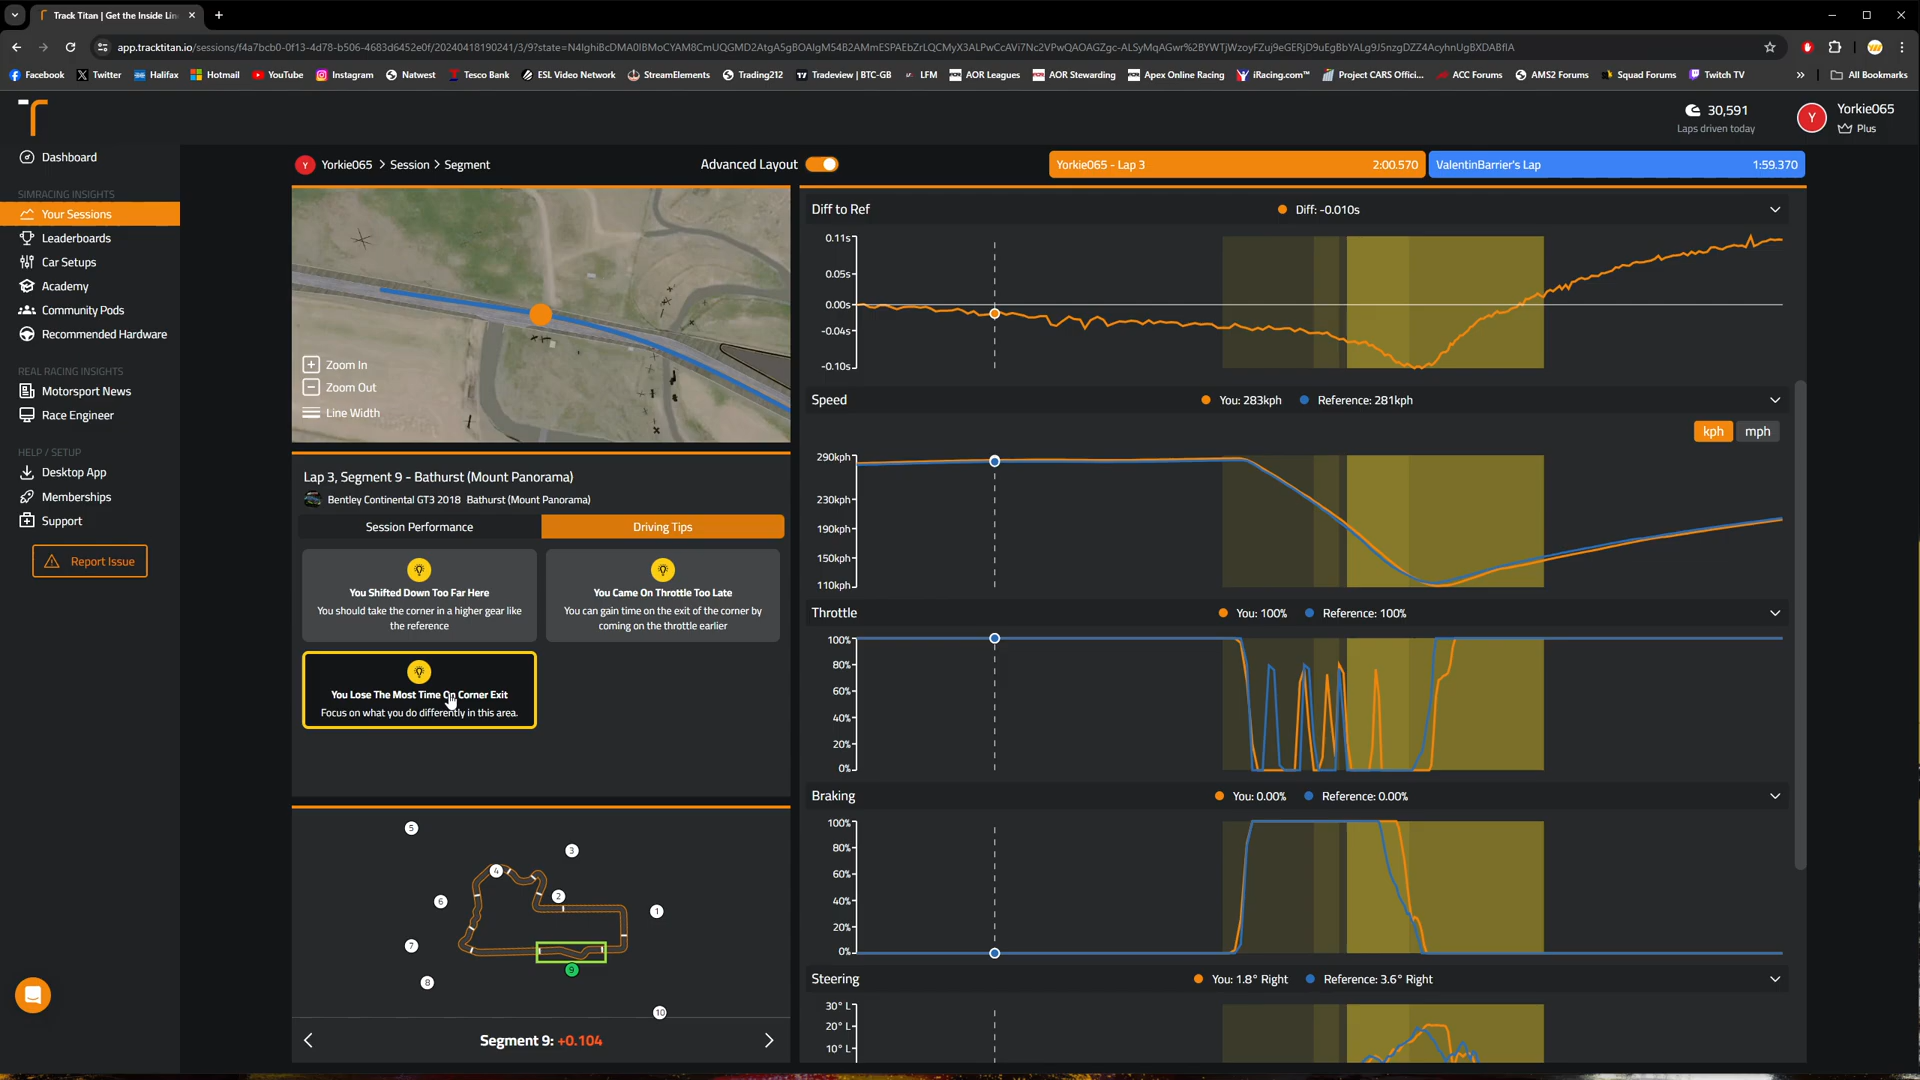 Track Titan | Get the Inside Lin
app.tracktitan.io/sessions/f4a7bcb0-0f13-4d78-b506-4683d6452e0f/20240418190241/3/9?state=
Facebook
Twitter
Halifax
Hotmail
YouTube
Instagram
Natwest
Tesco Bank
ESL Video Network
StreamElements
Trading212
Tradeview | BTC-GB
LFM
AOR Leagues
AOR Stewarding
Apex Online Racing
iRacing.com™
Project CARS Offici...
ACC Forums
AMS2 Forums
Squad Forums
Twitch TV
All Bookmarks
30,591
Laps driven today
Y
Yorkie065
Plus
Dashboard
SIMRACING INSIGHTS
Your Sessions
Leaderboards
Car Setups
Academy
Community Pods
Recommended Hardware
REAL RACING INSIGHTS
Motorsport News
Race Engineer
HELP / SETUP
Desktop App
Memberships
Support
Report Issue
Y Yorkie065 > Session > Segment
Advanced Layout
Yorkie065 - Lap 3 2:00.570
ValentinBarrier's Lap 1:59.370
Zoom In
Zoom Out
Line Width
Lap 3, Segment 9 - Bathurst (Mount Panorama)
Bentley Continental GT3 2018 Bathurst (Mount Panorama)
Session Performance
Driving Tips
You Shifted Down Too Far Here
You should take the corner in a higher gear like
the reference
You Came On Throttle Too Late
You can gain time on the exit of the corner by
coming on the throttle earlier
You Lose The Most Time On Corner Exit
Focus on what you do differently in this area.
5
3
4
2
6
1
7
9
8
10
Segment 9: +0.104
Diff to Ref
Diff: -0.010s
0.11s
0.05s
0.00s
-0.04s
-0.10s
Speed
You: 283kph
Reference: 281kph
kph
mph
290kph
230kph
190kph
150kph
110kph
Throttle
You: 100%
Reference: 100%
100%
80%
60%
40%
20%
0%
Braking
You: 0.00%
Reference: 0.00%
100%
80%
60%
40%
20%
0%
Steering
You: 1.8° Right
Reference: 3.6° Right
30° L
20° L
10° L